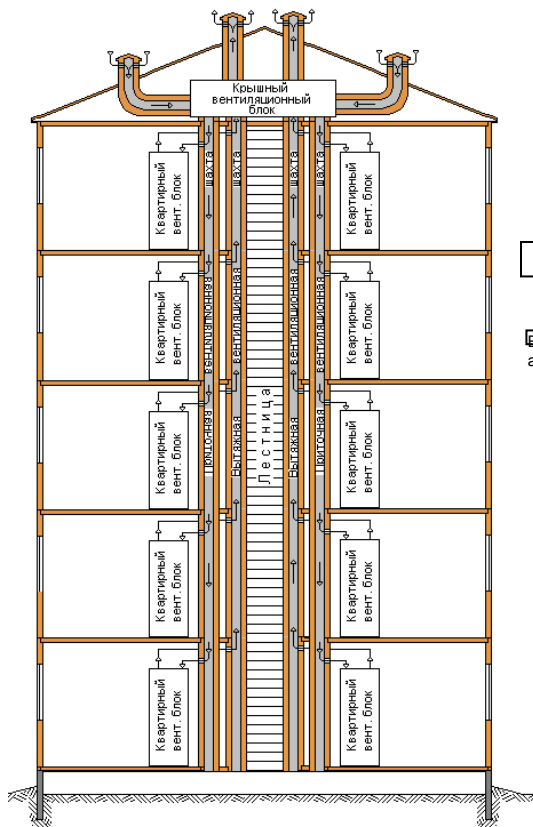 Крышный
вентиляционный
блок
Квартирный
вент. блок
Квартирный
вент. блок
Квартирный
вент. блок
Квартирный
вент. блок
Квартирный
вент. блок
Приточная вентиляционная шахта
Вытяжная вентиляционная шахта
Лестница
Вытяжная вентиляционная шахта
Приточная вентиляционная шахта
Квартирный
вент. блок
Квартирный
вент. блок
Квартирный
вент. блок
Квартирный
вент. блок
Квартирный
вент. блок